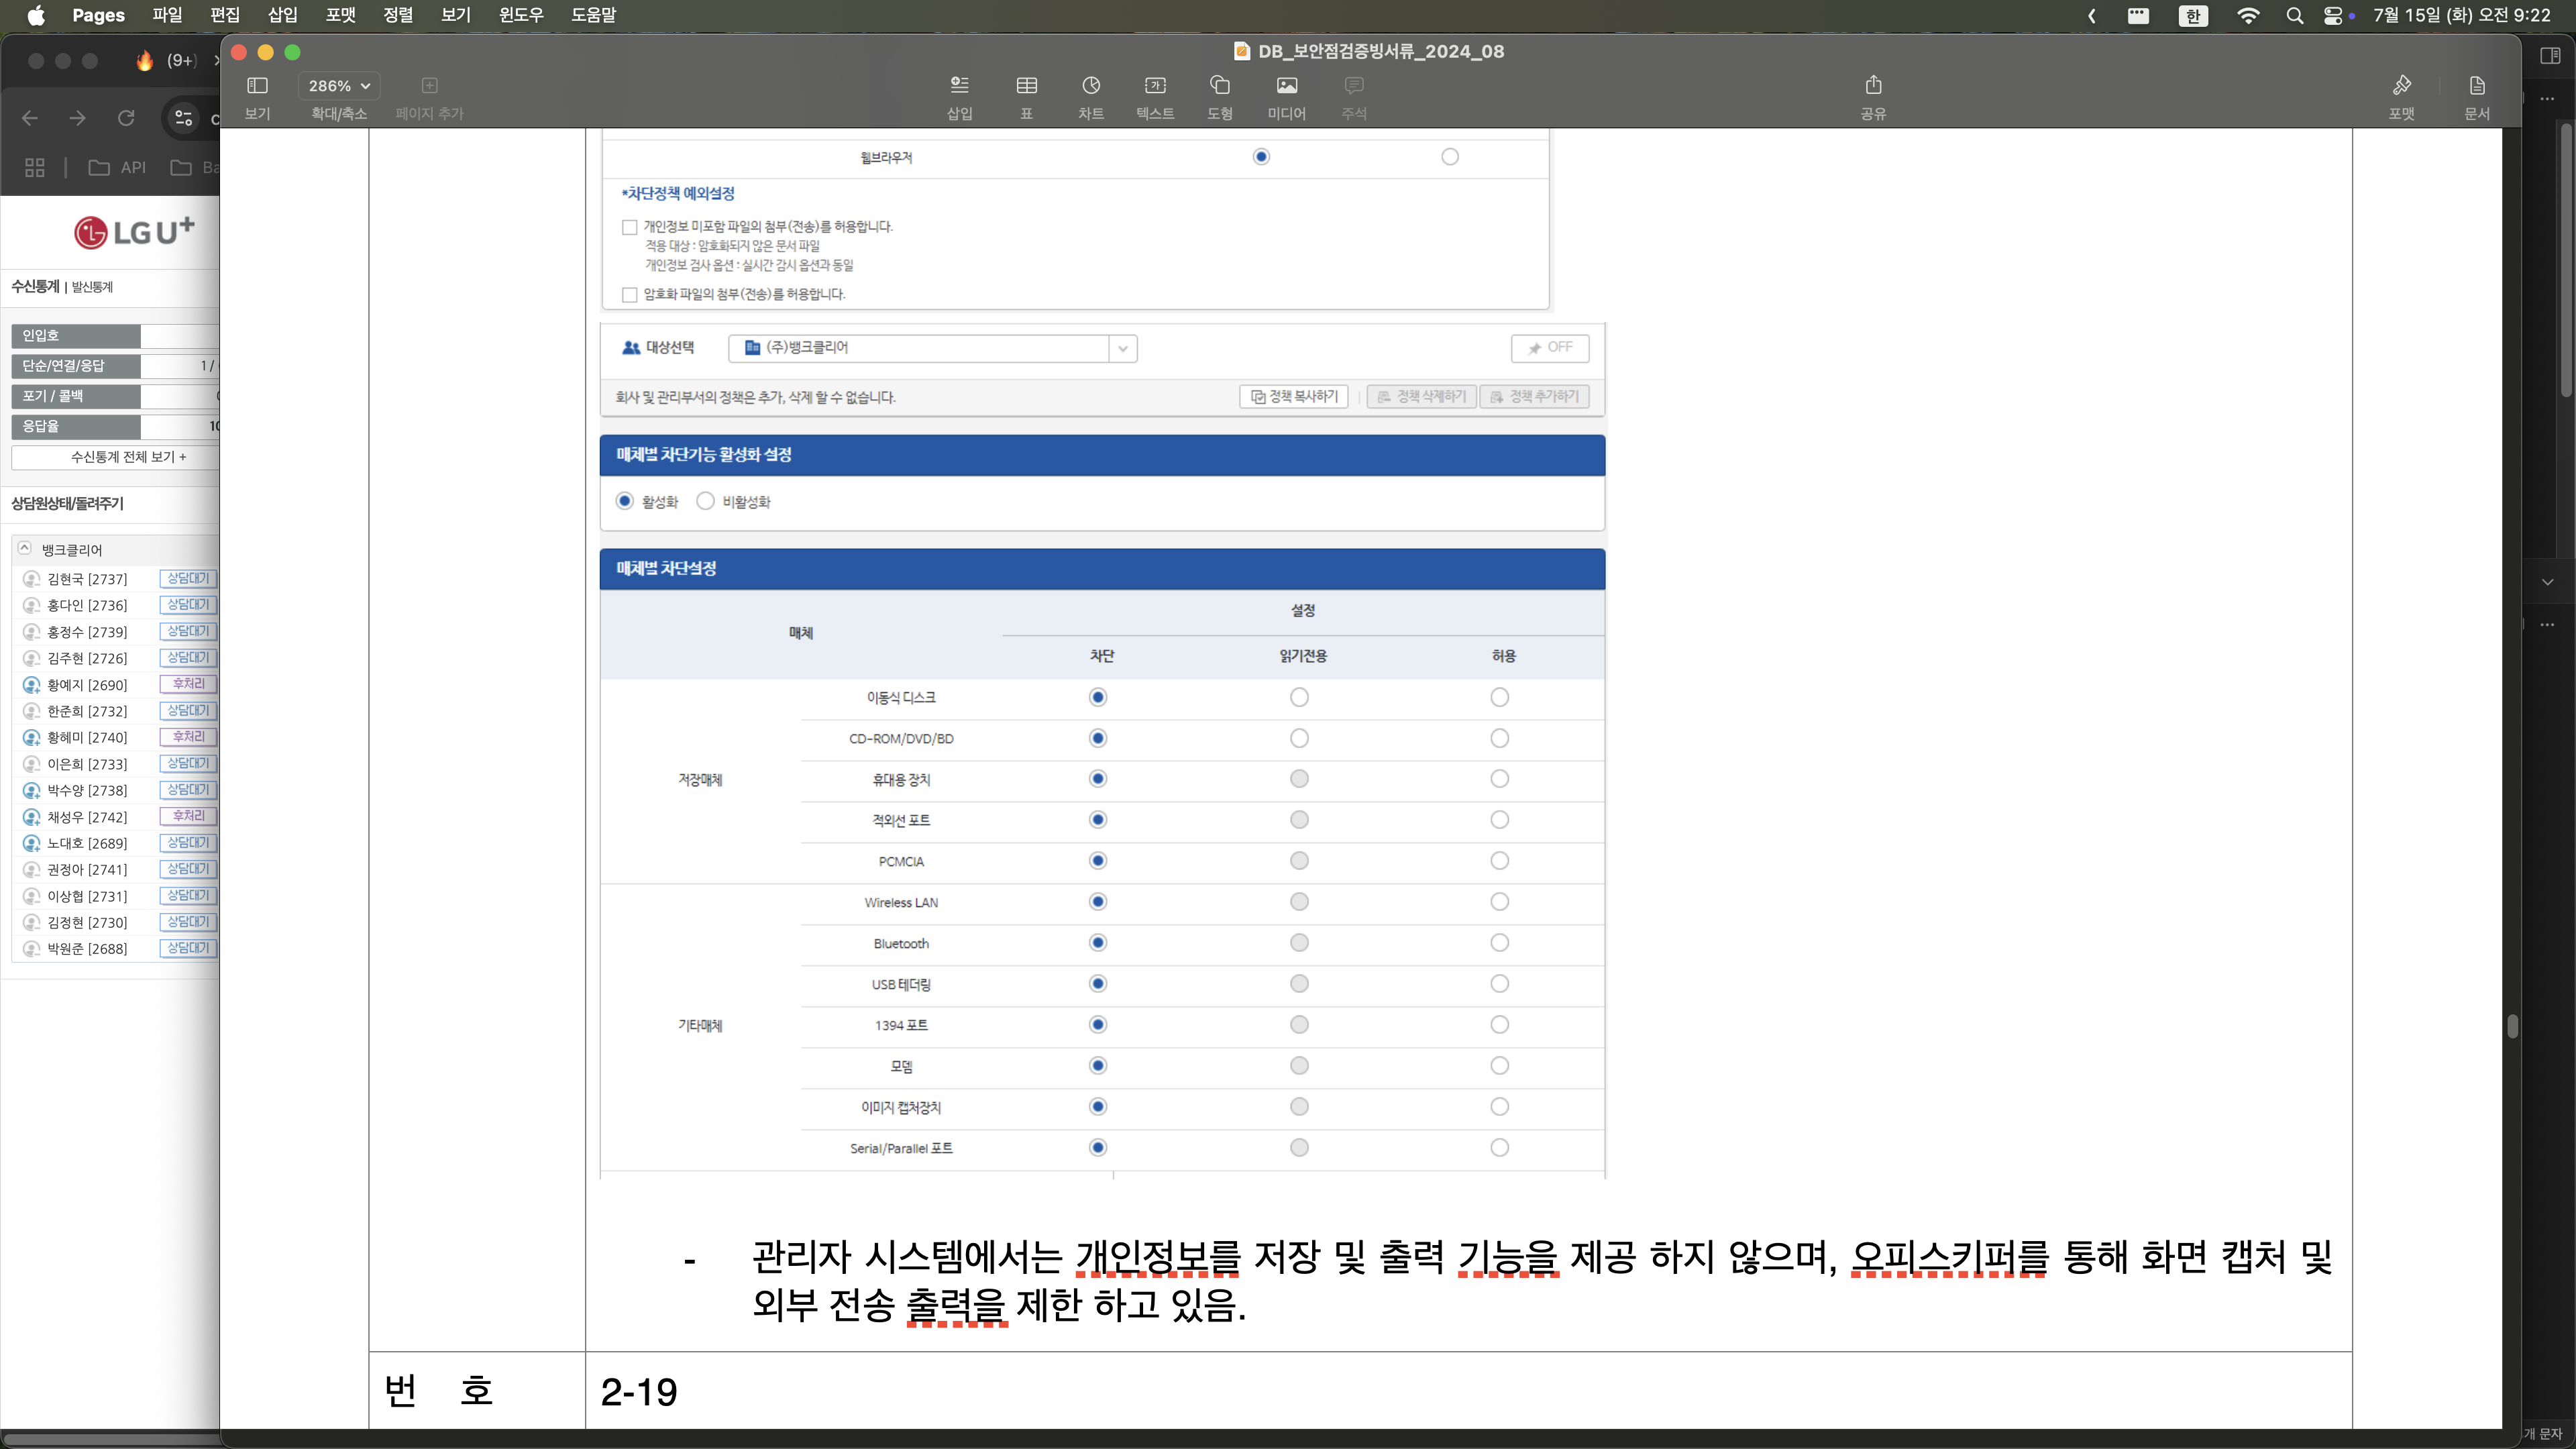 Pages 파일 편집 삽입 포맷 정렬 보기 윈도우 도움말
한 7월 15일 (화) 오전 9:22
(9+)
DB_보안점검증빙서류_2024_08
286%
보기 확대/축소 페이지 추가 삽입 표 차트 텍스트 도형 미디어 주석 공유 포맷 문서
API
LG U+
수신통계 | 발신통계
인입호
단순/연결/응답 1 /
포기 / 콜백
응답율
수신통계 전체 보기 +
상담원상태/돌려주기
뱅크클리어
김현국 [2737] 상담대기
홍다인 [2736] 상담대기
홍정수 [2739] 상담대기
김주현 [2726] 상담대기
황예지 [2690] 후처리
한준희 [2732] 상담대기
황혜미 [2740] 후처리
이은희 [2733] 상담대기
박수양 [2738] 상담대기
채성우 [2742] 후처리
노대호 [2689] 상담대기
권정아 [2741] 상담대기
이상협 [2731] 상담대기
김정현 [2730] 상담대기
박원준 [2688] 상담대기
웹브라우저
*차단정책 예외설정
개인정보 미포함 파일의 첨부(전송)를 허용합니다.
적용 대상 : 암호화되지 않은 문서 파일
개인정보 검사 옵션 : 실시간 감시 옵션과 동일
암호화 파일의 첨부(전송)를 허용합니다.
대상선택 (주)뱅크클리어 OFF
회사 및 관리부서의 정책은 추가, 삭제 할 수 없습니다. 정책 복사하기 정책 삭제하기 정책 추가하기
매체별 차단기능 활성화 설정
활성화 비활성화
매체별 차단설정
매체 설정
차단 읽기전용 허용
저장매체
이동식 디스크
CD-ROM/DVD/BD
휴대용 장치
적외선 포트
PCMCIA
기타매체
Wireless LAN
Bluetooth
USB 테더링
1394 포트
모뎀
이미지 캡처장치
Serial/Parallel 포트
- 관리자 시스템에서는 개인정보를 저장 및 출력 기능을 제공 하지 않으며, 오피스키퍼를 통해 화면 캡처 및
외부 전송 출력을 제한 하고 있음.
번 호 2-19
개 문자